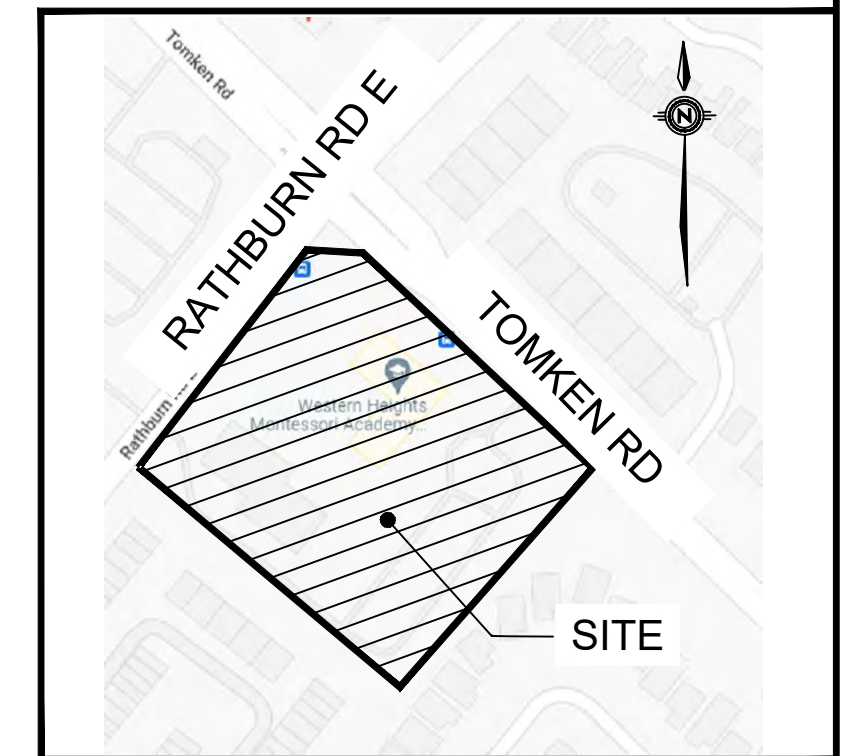 Tomken Rd
RATHBURN RD E
N
TOMKEN RD
Western Heights
Montessori Academy...
Rathburn
SITE